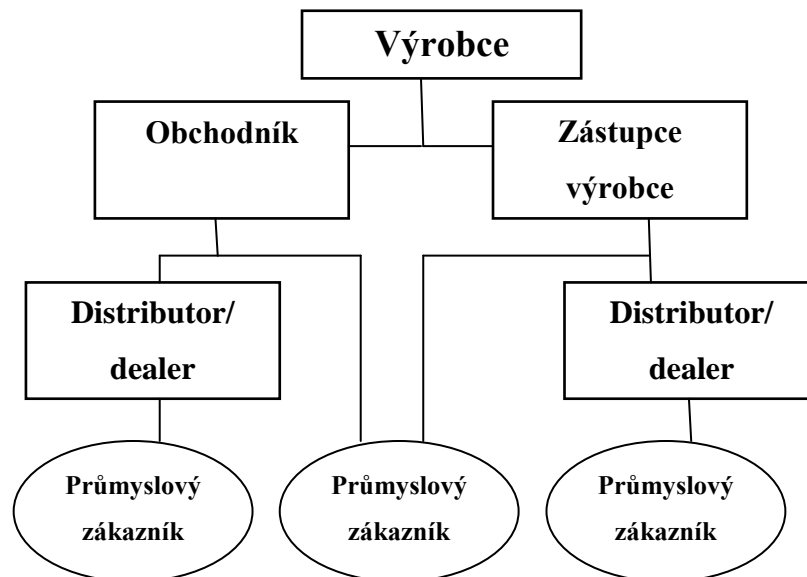 Výrobce
Obchodník
Zástupce
výrobce
Distributor/
dealer
Distributor/
dealer
Průmyslový
zákazník
Průmyslový
zákazník
Průmyslový
zákazník